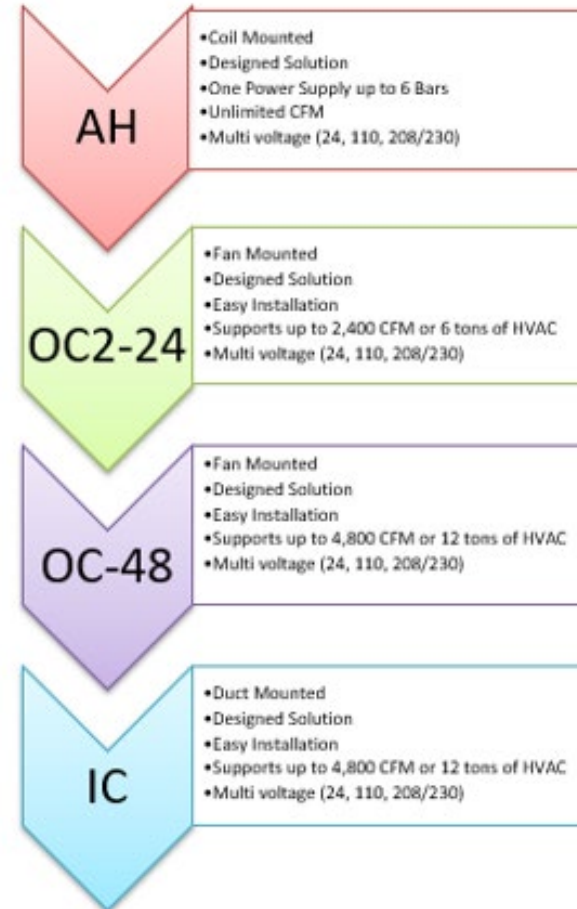 AH
•Coil Mounted
•Designed Solution
•One Power Supply up to 6 Bars
•Unlimited CFM
•Multi voltage (24, 110, 208/230)
OC2-24
•Fan Mounted
•Designed Solution
•Easy Installation
•Supports up to 2,400 CFM or 6 tons of HVAC
•Multi voltage (24, 110, 208/230)
OC-48
•Fan Mounted
•Designed Solution
•Easy Installation
•Supports up to 4,800 CFM or 12 tons of HVAC
•Multi voltage (24, 110, 208/230)
IC
•Duct Mounted
•Designed Solution
•Easy Installation
•Supports up to 4,800 CFM or 12 tons of HVAC
•Multi voltage (24, 110, 208/230)